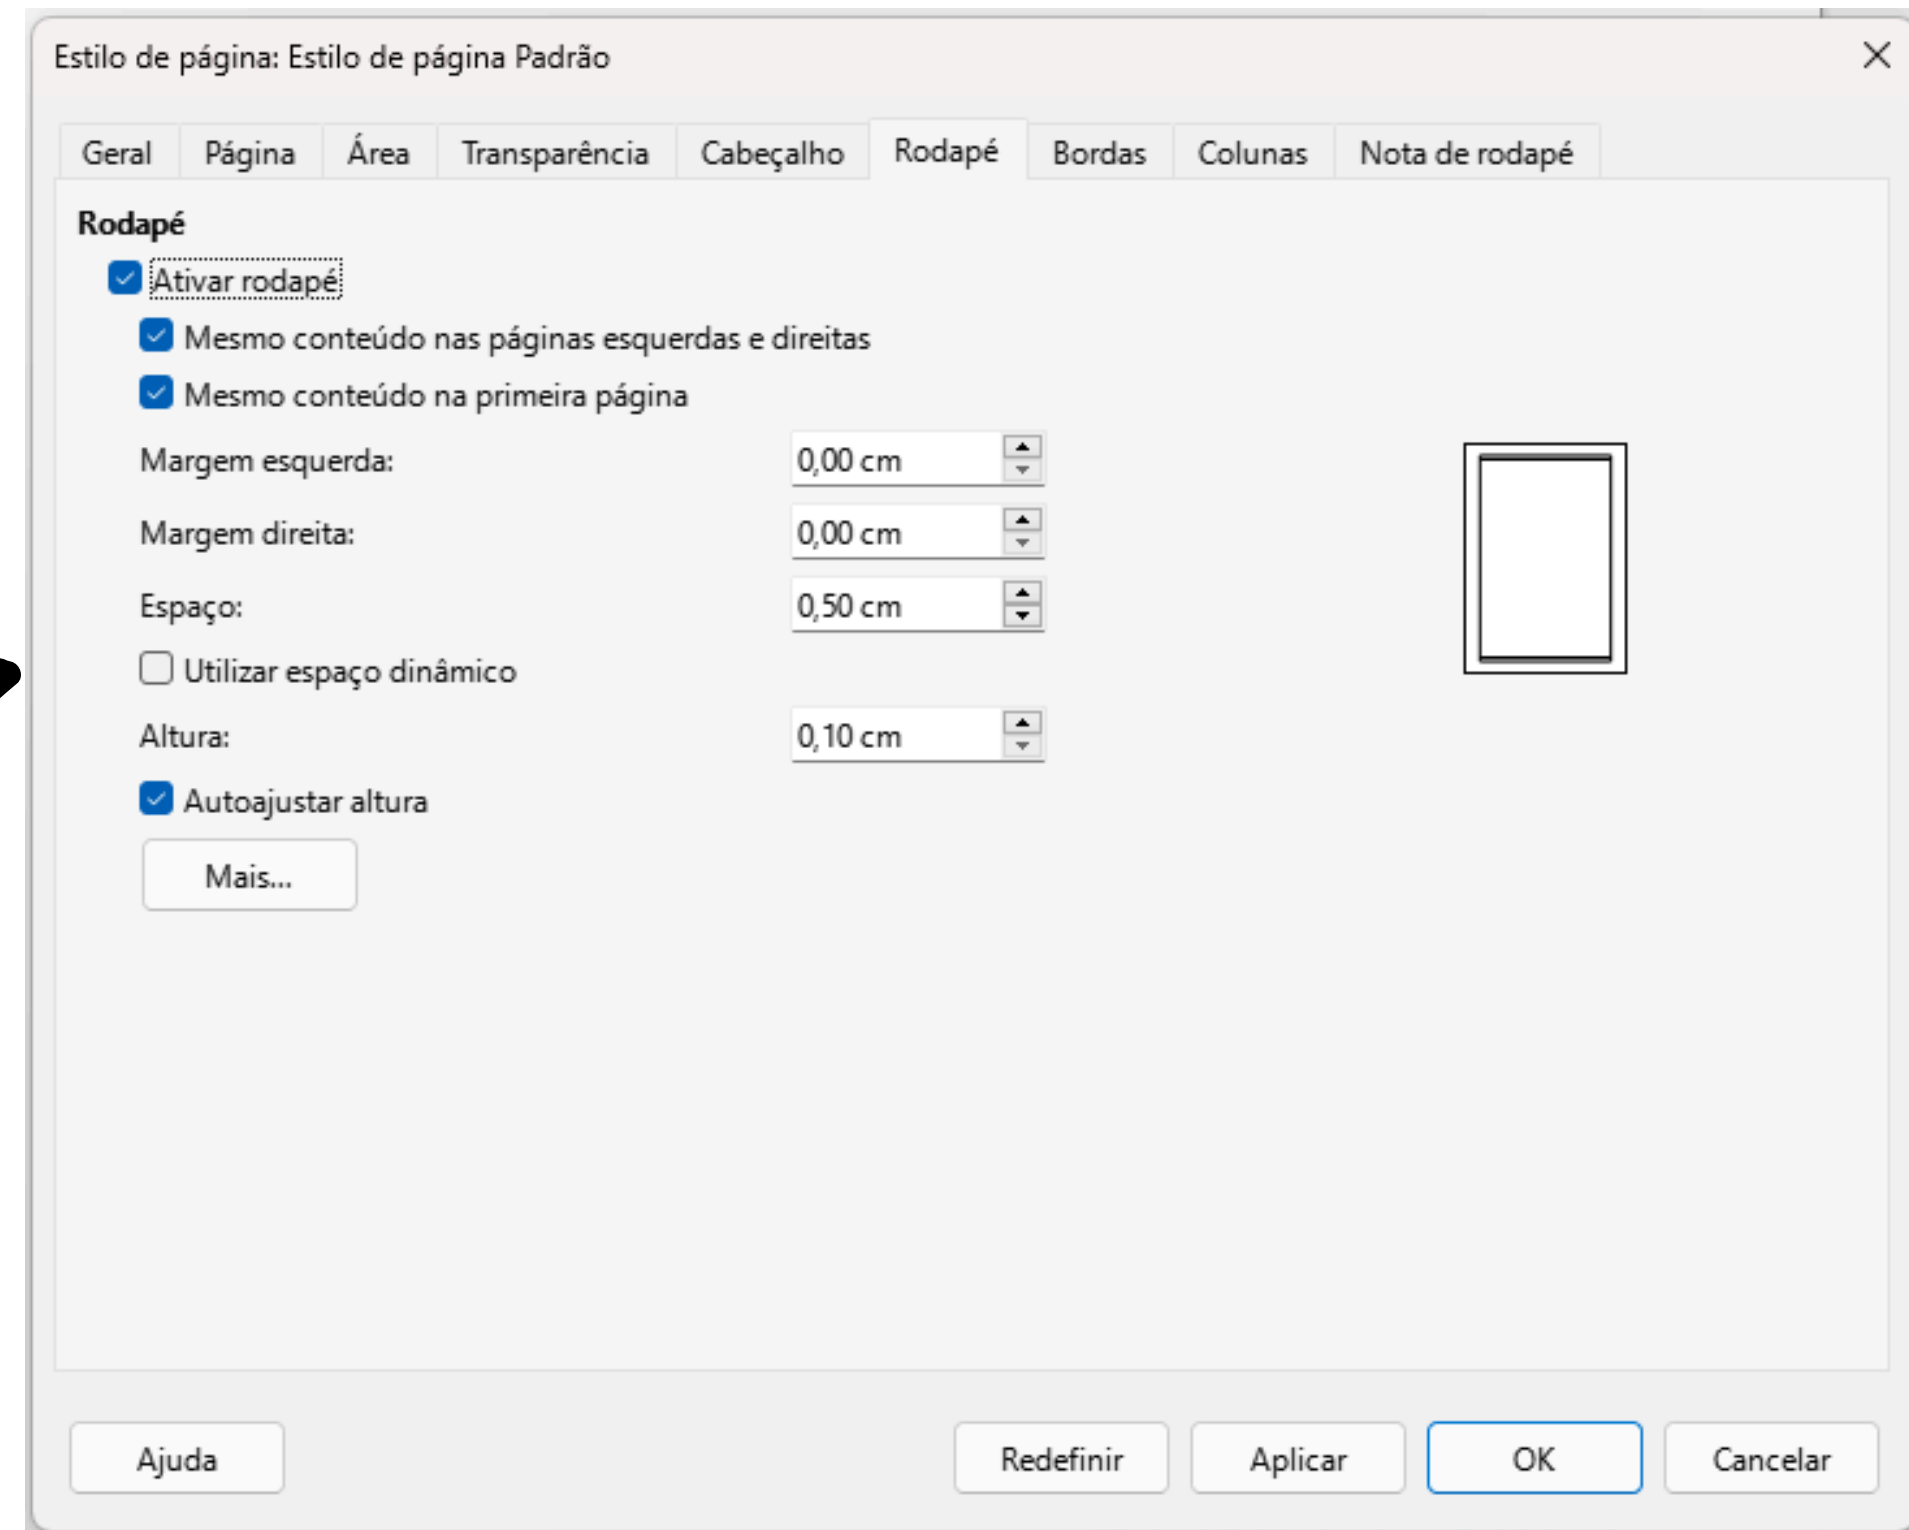 Estilo de página: Estilo de página Padrão
Geral Página Área Transparência Cabeçalho Rodapé Bordas Colunas Nota de rodapé
Rodapé
Ativar rodapé
Mesmo conteúdo nas páginas esquerdas e direitas
Mesmo conteúdo na primeira página
Margem esquerda: 0,00 cm
Margem direita: 0,00 cm
Espaço: 0,50 cm
Utilizar espaço dinâmico
Altura: 0,10 cm
Autoajustar altura
Mais...
Ajuda Redefinir Aplicar OK Cancelar